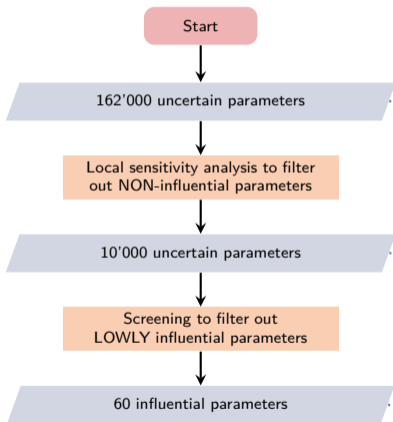 Start
162'000 uncertain parameters
Local sensitivity analysis to filter
out NON-influential parameters
10'000 uncertain parameters
Screening to filter out
LOWLY influential parameters
60 influential parameters